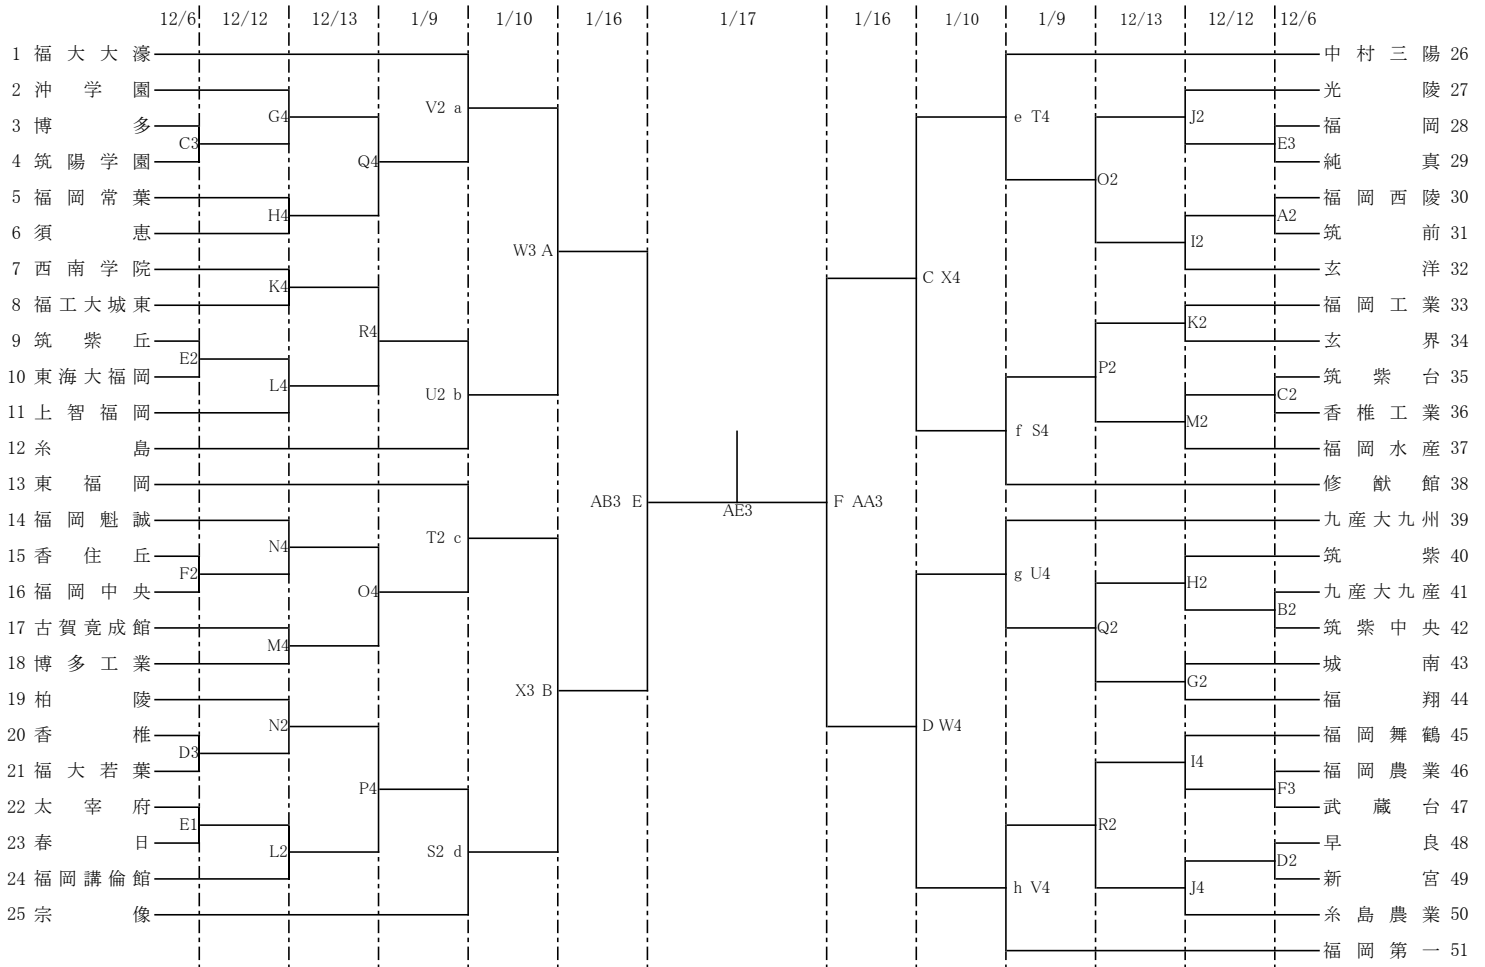 12/6 12/12 12/13 1/9 1/10 1/16 1/17 1/16 1/10 1/9 12/13 12/12 12/6
1 福大大濠 中村三陽 26
2 沖学園 光陵 27
V2 a
G4 e T4 J2
3 博多 福岡 28
C3 E3
4 筑陽学園 Q4 純真 29
O2
5 福岡常葉 福岡西陵 30
H4 A2
6 須恵 筑前 31
W3 A I2
7 西南学院 玄洋 32
K4 C X4
8 福工大城東 福岡工業 33
R4 K2
9 筑紫丘 玄界 34
E2 P2
10 東海大福岡 筑紫台 35
L4 U2 b C2
11 上智福岡 香椎工業 36
f S4 M2
12 糸島 福岡水産 37
13 東福岡 修猷館 38
AB3 E AE3 F AA3
14 福岡魁誠 九産大九州 39
N4 T2 c
15 香住丘 筑紫 40
F2 g U4 H2
16 福岡中央 O4 九産大九産 41
B2
17 古賀竟成館 Q2 筑紫中央 42
M4
18 博多工業 城南 43
X3 B G2
19 柏陵 福翔 44
N2 D W4
20 香椎 福岡舞鶴 45
D3 I4
21 福大若葉 福岡農業 46
P4 F3
22 太宰府 武蔵台 47
E1 R2
23 春日 早良 48
L2 S2 d D2
24 福岡講倫館 新宮 49
h V4 J4
25 宗像 糸島農業 50
福岡第一 51